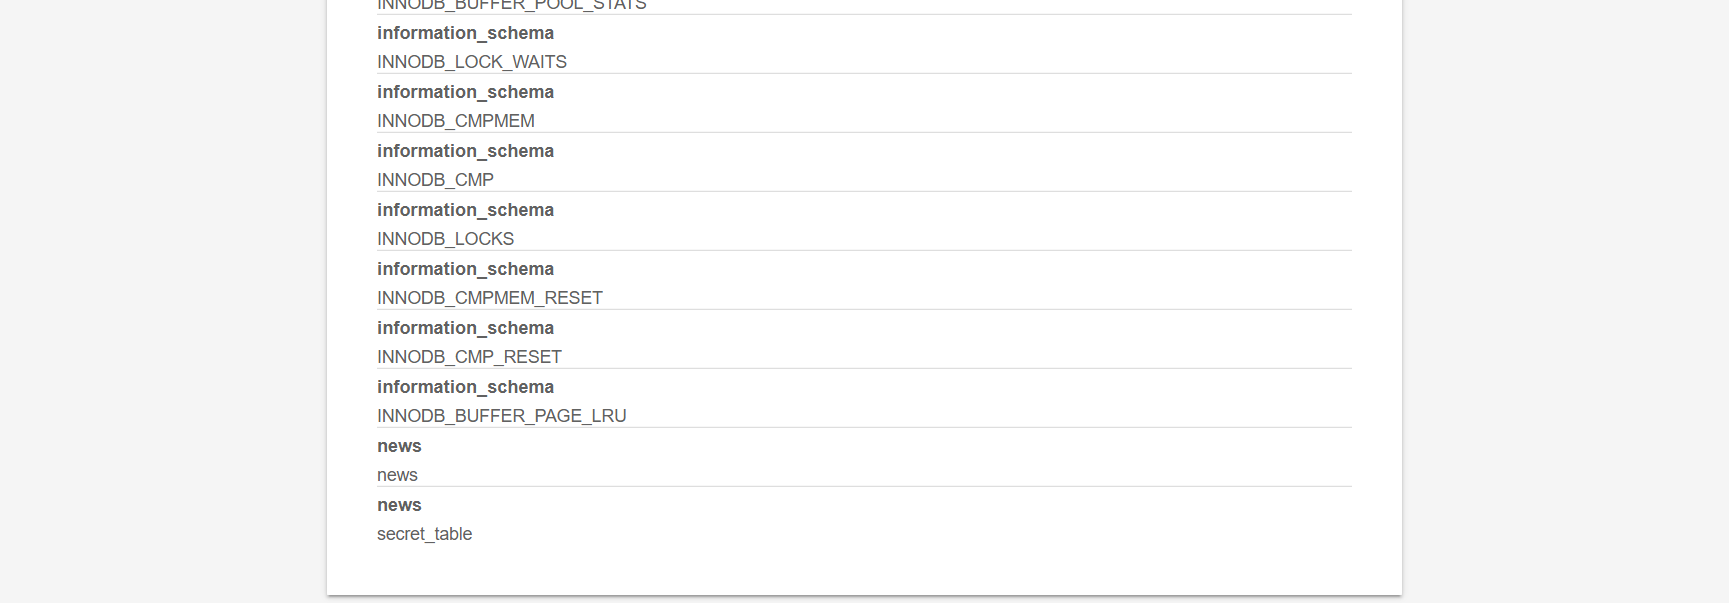 INNODB_BUFFER_POOL_STATS
information_schema
INNODB_LOCK_WAITS
information_schema
INNODB_CMPMEM
information_schema
INNODB_CMP
information_schema
INNODB_LOCKS
information_schema
INNODB_CMPMEM_RESET
information_schema
INNODB_CMP_RESET
information_schema
INNODB_BUFFER_PAGE_LRU
news
news
news
secret_table